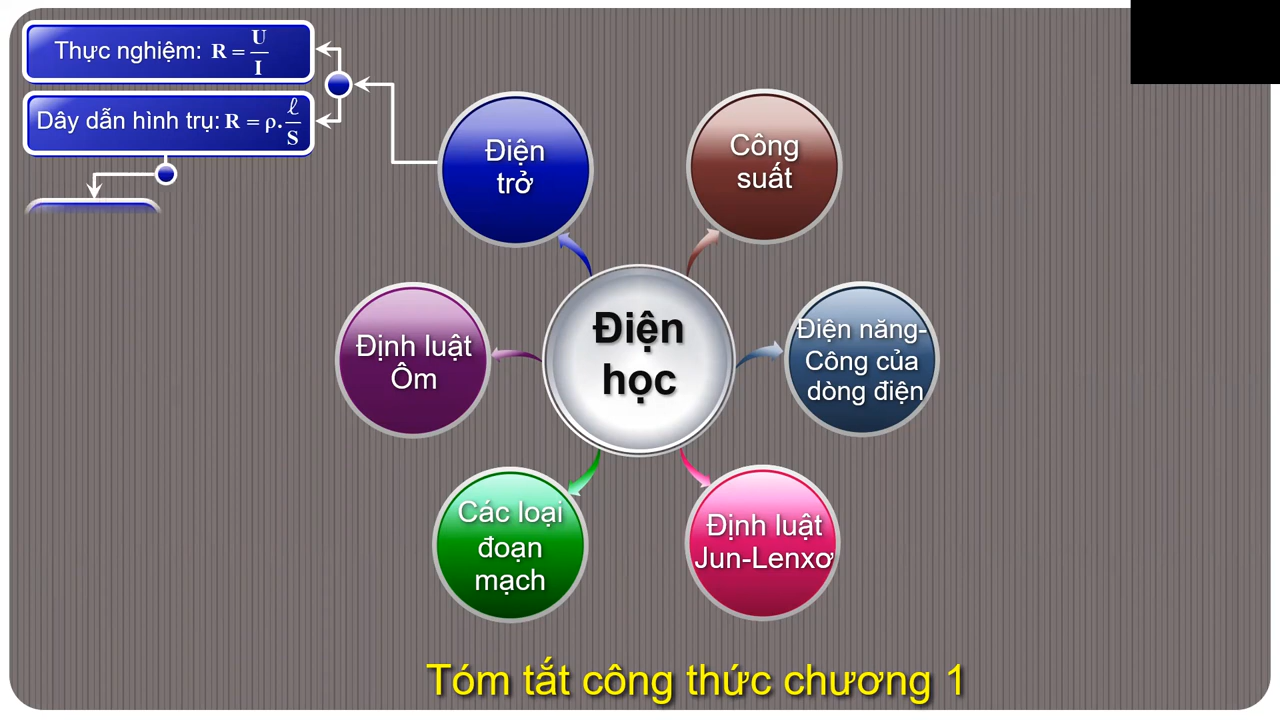 Thực nghiệm: R = U/I
Dây dẫn hình trụ: R = ρ.ℓ/S
Điện
trở
Công
suất
Định luật
Ôm
Điện
học
Điện năng-
Công của
dòng điện
Các loại
đoạn
mạch
Định luật
Jun-Lenxơ
Tóm tắt công thức chương 1